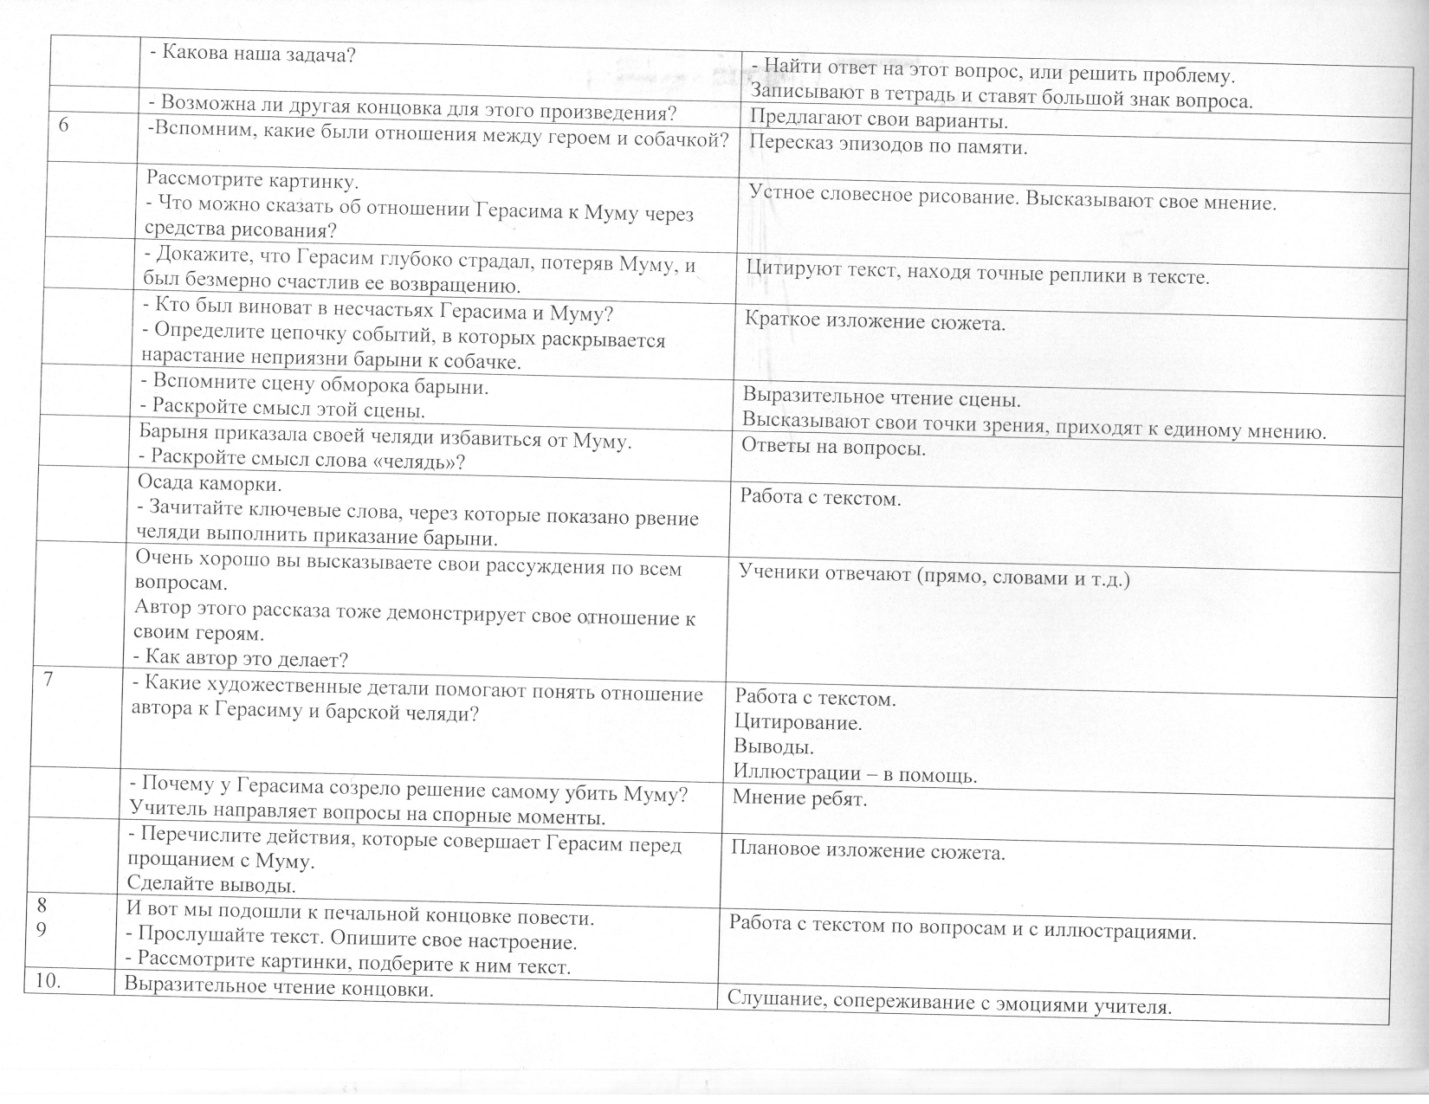 - Какова наша задача?
- Найти ответ на этот вопрос, или решить проблему.
Записывают в тетрадь и ставят большой знак вопроса.
- Возможна ли другая концовка для этого произведения?
Предлагают свои варианты.
6
-Вспомним, какие были отношения между героем и собачкой?
Пересказ эпизодов по памяти.
Рассмотрите картинку.
- Что можно сказать об отношении Герасима к Муму через
средства рисования?
Устное словесное рисование. Высказывают свое мнение.
- Докажите, что Герасим глубоко страдал, потеряв Муму, и
был безмерно счастлив ее возвращению.
Цитируют текст, находя точные реплики в тексте.
- Кто был виноват в несчастьях Герасима и Муму?
- Определите цепочку событий, в которых раскрывается
нарастание неприязни барыни к собачке.
Краткое изложение сюжета.
- Вспомните сцену обморока барыни.
- Раскройте смысл этой сцены.
Выразительное чтение сцены.
Высказывают свои точки зрения, приходят к единому мнению.
Барыня приказала своей челяди избавиться от Муму.
- Раскройте смысл слова «челядь»?
Ответы на вопросы.
Осада каморки.
- Зачитайте ключевые слова, через которые показано рвение
челяди выполнить приказание барыни.
Работа с текстом.
Очень хорошо вы высказываете свои рассуждения по всем
вопросам.
Автор этого рассказа тоже демонстрирует свое отношение к
своим героям.
- Как автор это делает?
Ученики отвечают (прямо, словами и т.д.)
7
- Какие художественные детали помогают понять отношение
автора к Герасиму и барской челяди?
Работа с текстом.
Цитирование.
Выводы.
Иллюстрации – в помощь.
- Почему у Герасима созрело решение самому убить Муму?
Учитель направляет вопросы на спорные моменты.
Мнение ребят.
- Перечислите действия, которые совершает Герасим перед
прощанием с Муму.
Сделайте выводы.
Плановое изложение сюжета.
8
9
И вот мы подошли к печальной концовке повести.
- Прослушайте текст. Опишите свое настроение.
- Рассмотрите картинки, подберите к ним текст.
Работа с текстом по вопросам и с иллюстрациями.
10.
Выразительное чтение концовки.
Слушание, сопереживание с эмоциями учителя.